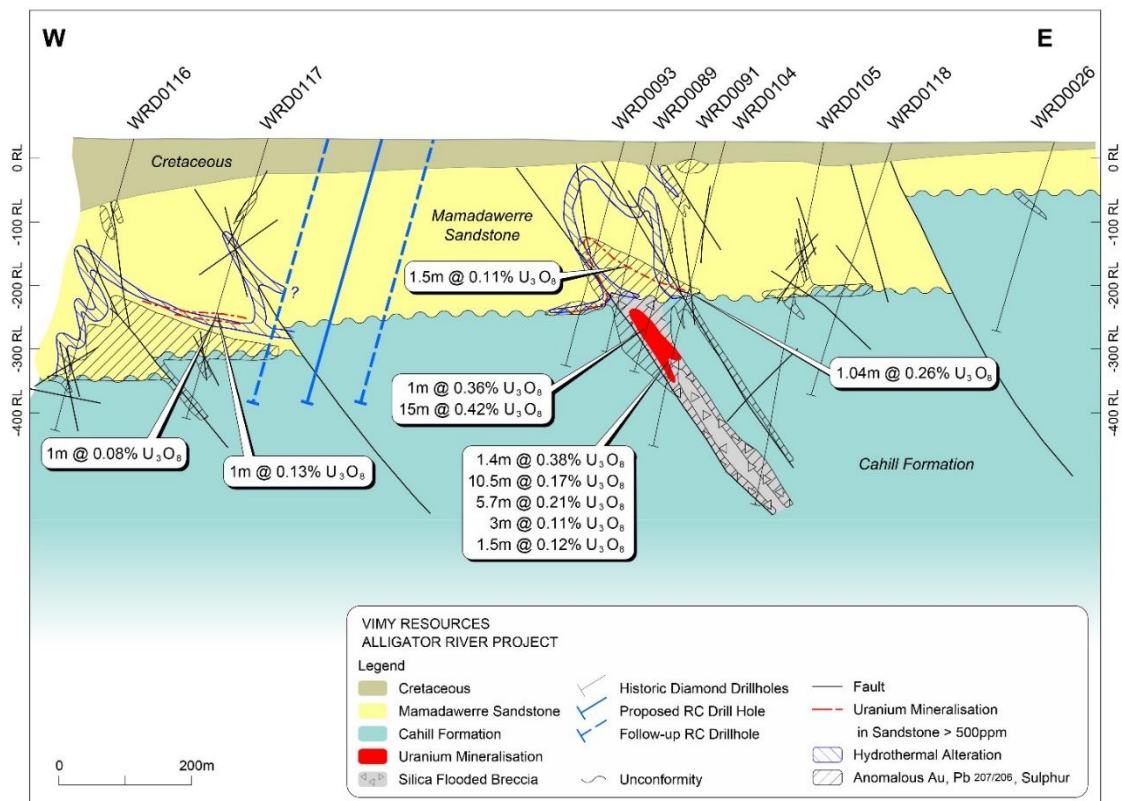 W
E
WRD0116
WRD0117
WRD0093
WRD0089
WRD0091
WRD0104
WRD0105
WRD0118
WRD0026
0 RL
-100 RL
-200 RL
-300 RL
-400 RL
0 RL
-100 RL
-200 RL
-300 RL
-400 RL
Cretaceous
Mamadawerre
Sandstone
?
1.5m @ 0.11% U3O8
1.04m @ 0.26% U3O8
1m @ 0.36% U3O8
15m @ 0.42% U3O8
1m @ 0.08% U3O8
1m @ 0.13% U3O8
1.4m @ 0.38% U3O8
10.5m @ 0.17% U3O8
5.7m @ 0.21% U3O8
3m @ 0.11% U3O8
1.5m @ 0.12% U3O8
Cahill Formation
VIMY RESOURCES
ALLIGATOR RIVER PROJECT
Legend
Cretaceous
Mamadawerre Sandstone
Cahill Formation
Uranium Mineralisation
Silica Flooded Breccia
Historic Diamond Drillholes
Proposed RC Drill Hole
Follow-up RC Drillhole
Unconformity
Fault
Uranium Mineralisation
in Sandstone > 500ppm
Hydrothermal Alteration
Anomalous Au, Pb 207/206, Sulphur
0
200m